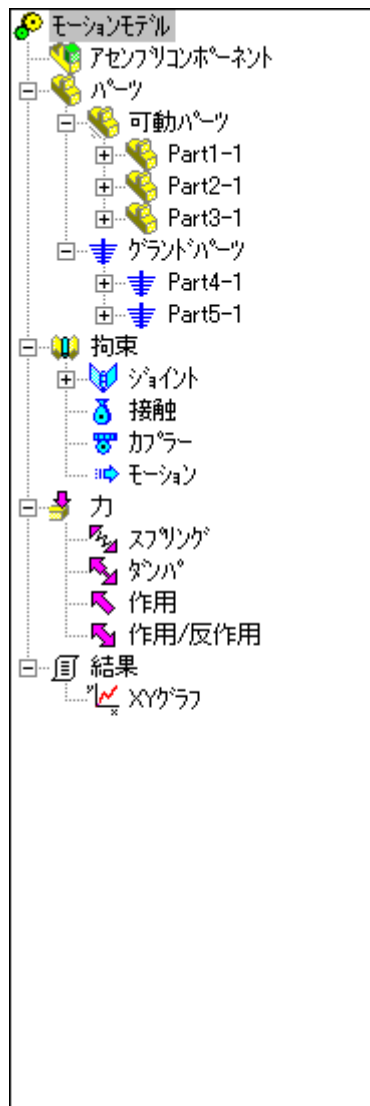 ﾓｰｼｮﾝﾓﾃﾞﾙ
ｱｾﾝﾌﾞﾘｺﾝﾎﾟｰﾈﾝﾄ
ﾊﾟｰﾂ
可動ﾊﾟｰﾂ
Part1-1
Part2-1
Part3-1
ｸﾞﾗﾝﾄﾞﾊﾟｰﾂ
Part4-1
Part5-1
拘束
ｼﾞｮｲﾝﾄ
接触
ｶﾌﾟﾗｰ
ﾓｰｼｮﾝ
力
ｽﾌﾟﾘﾝｸﾞ
ﾀﾞﾝﾊﾟ
作用
作用/反作用
結果
XYｸﾞﾗﾌ